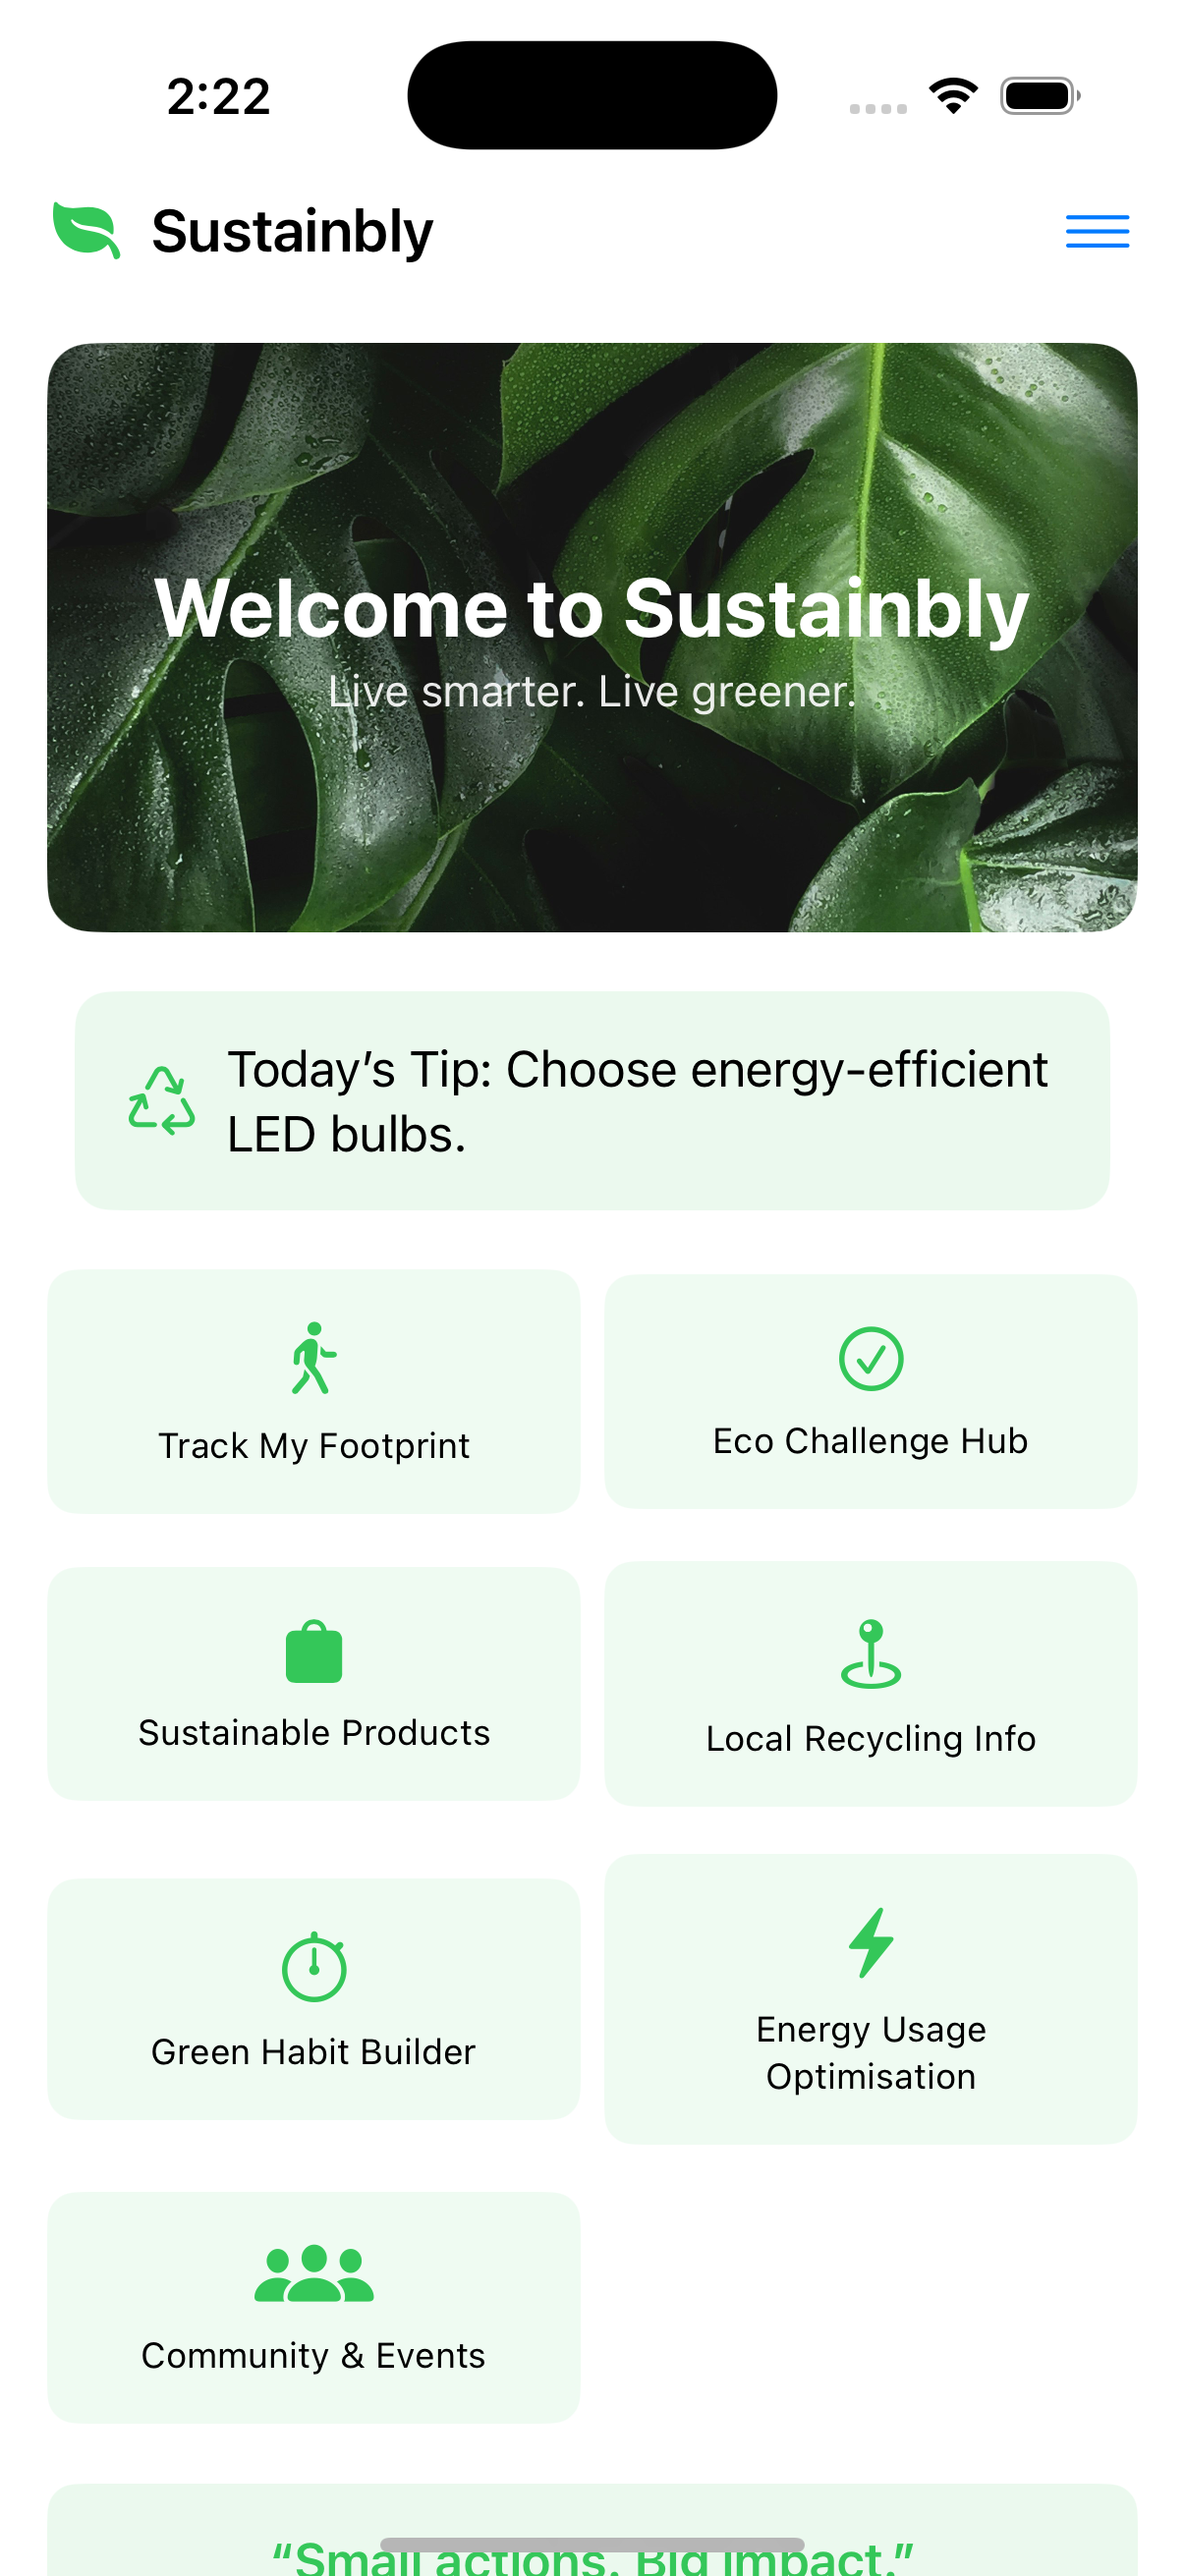 2:22
Sustainbly
Welcome to Sustainbly
Live smarter. Live greener.
Today’s Tip: Choose energy-efficient
LED bulbs.
Track My Footprint
Eco Challenge Hub
Sustainable Products
Local Recycling Info
Green Habit Builder
Energy Usage
Optimisation
Community & Events
“Small actions. Big impact.”